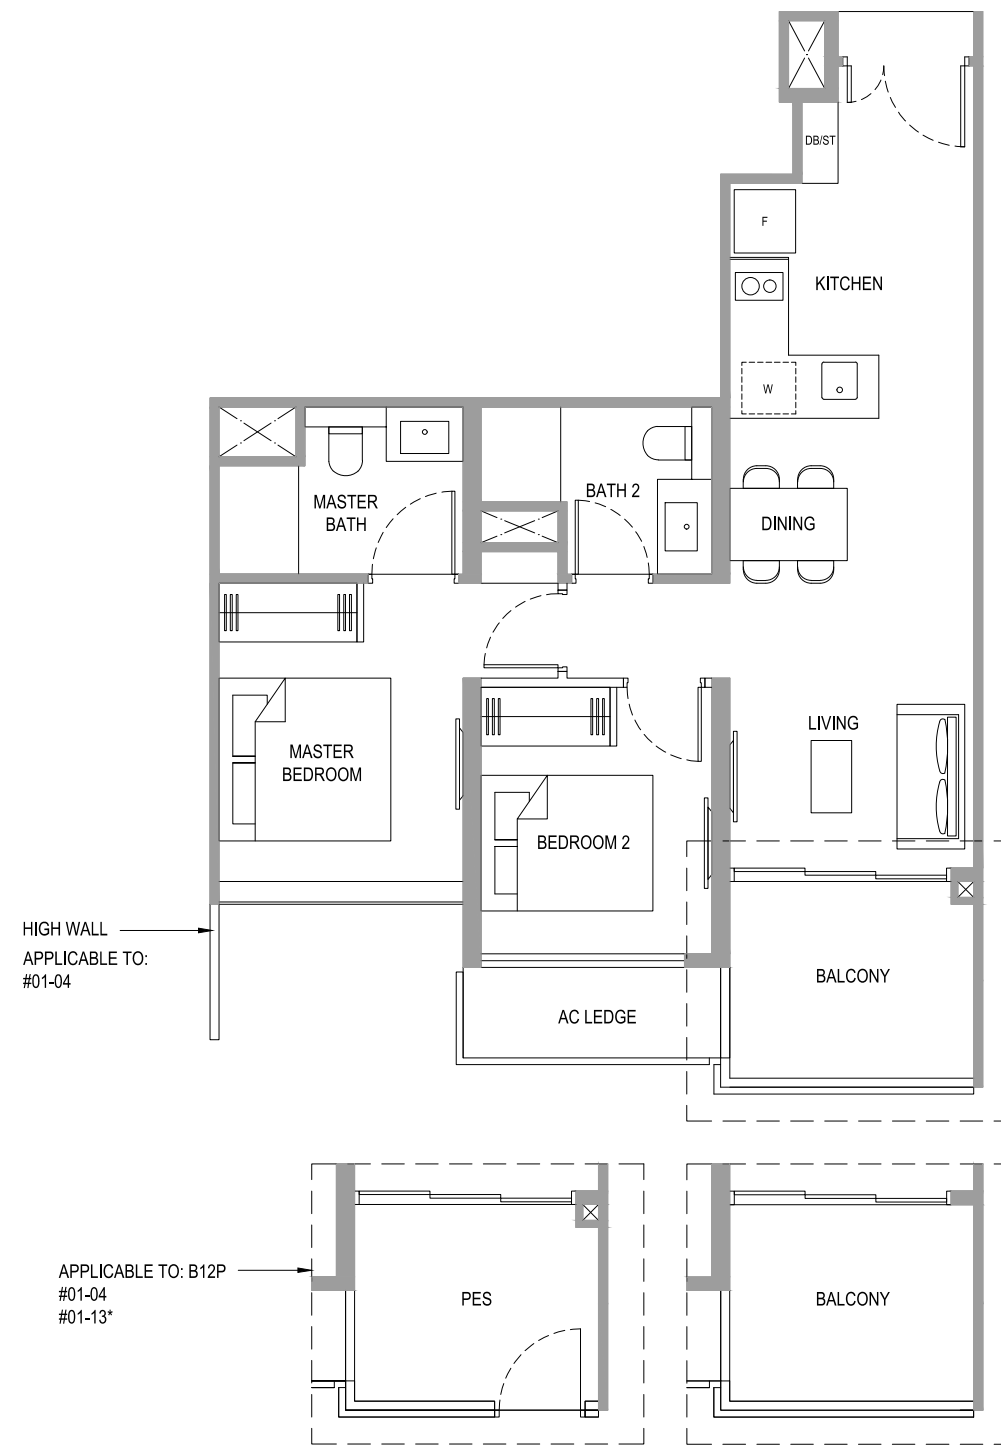 DB/ST
F
KITCHEN
W
MASTER
BATH
BATH 2
DINING
LIVING
MASTER
BEDROOM
BEDROOM 2
HIGH WALL
APPLICABLE TO:
#01-04
BALCONY
AC LEDGE
APPLICABLE TO: B12P
#01-04
#01-13*
PES
BALCONY